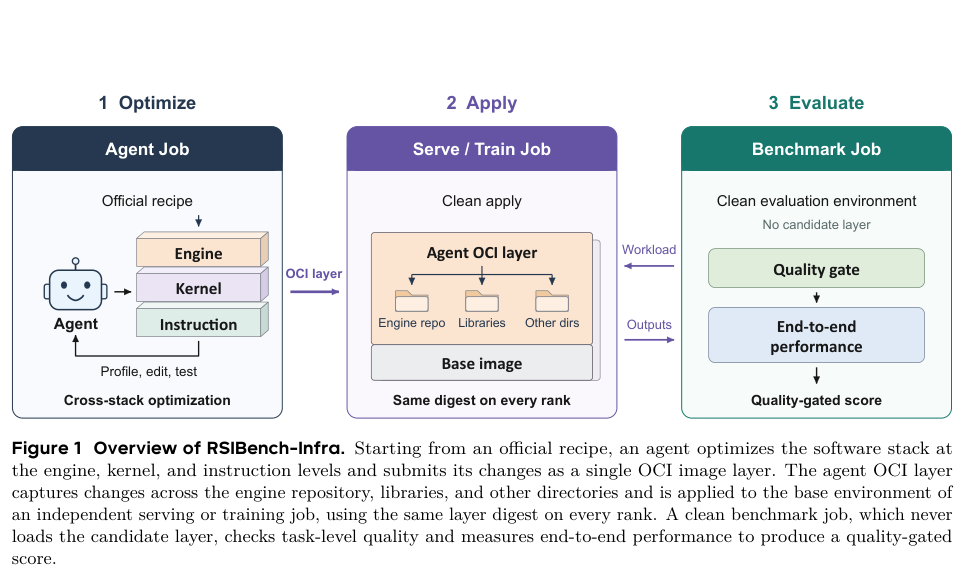 1 Optimize
2 Apply
3 Evaluate
Agent Job
Serve / Train Job
Benchmark Job
Official recipe
Engine
Kernel
Instruction
Agent
Profile, edit, test
Cross-stack optimization
OCI layer
Clean apply
Agent OCI layer
Engine repo
Libraries
Other dirs
Base image
Same digest on every rank
Workload
Outputs
Clean evaluation environment
No candidate layer
Quality gate
End-to-end
performance
Quality-gated score
Figure 1 Overview of RSIBench-Infra. Starting from an official recipe, an agent optimizes the software stack at
the engine, kernel, and instruction levels and submits its changes as a single OCI image layer. The agent OCI layer
captures changes across the engine repository, libraries, and other directories and is applied to the base environment of
an independent serving or training job, using the same layer digest on every rank. A clean benchmark job, which never
loads the candidate layer, checks task-level quality and measures end-to-end performance to produce a quality-gated
score.